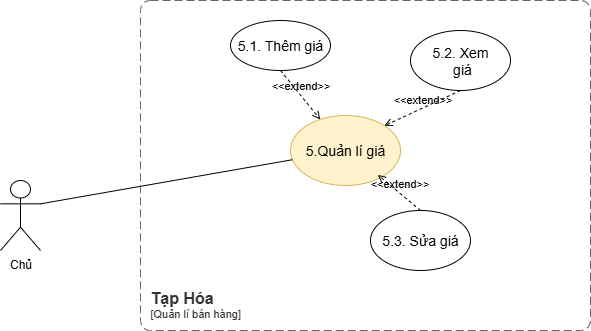 5.1. Thêm giá
5.2. Xem
giá
<<extend>>
<<extend>>
5.Quản lí giá
<<extend>>
5.3. Sửa giá
Chủ
Tạp Hóa
[Quản lí bán hàng]